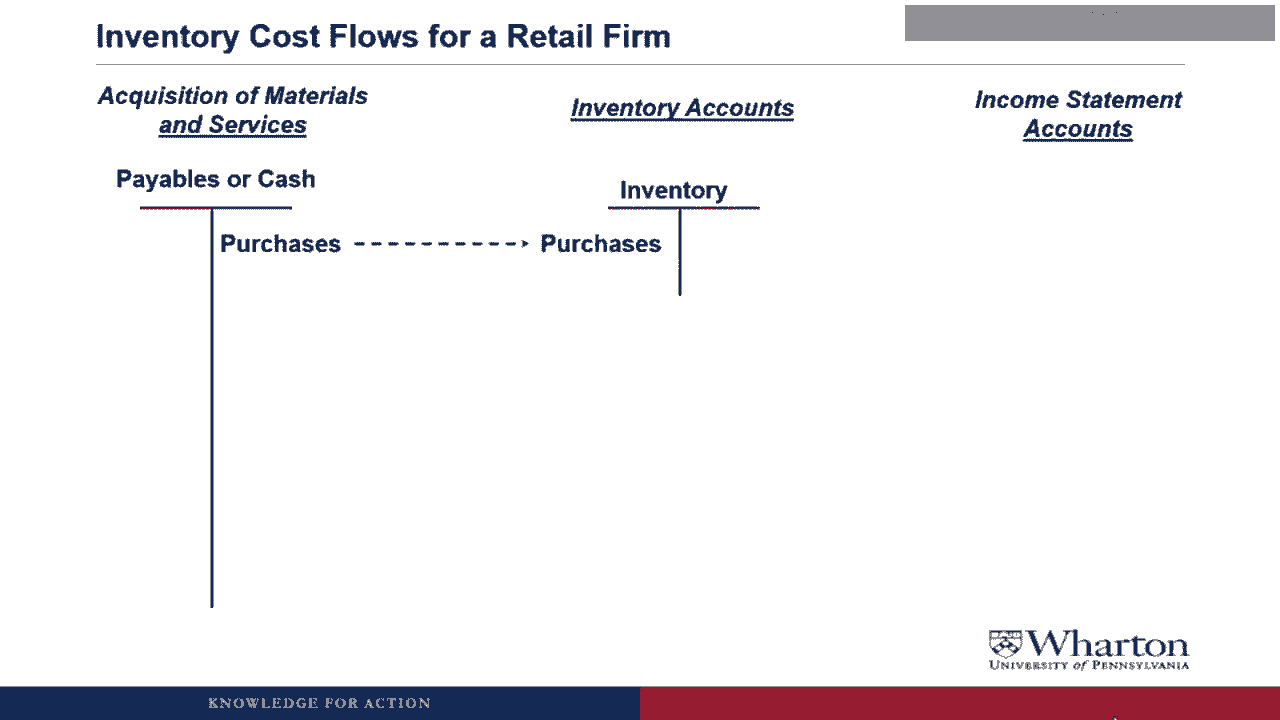 Inventory Cost Flows for a Retail Firm
Acquisition of Materials
and Services
Inventory Accounts
Income Statement
Accounts
Payables or Cash
Inventory
Purchases
Purchases
Wharton
UNIVERSITY of PENNSYLVANIA
KNOWLEDGE FOR ACTION